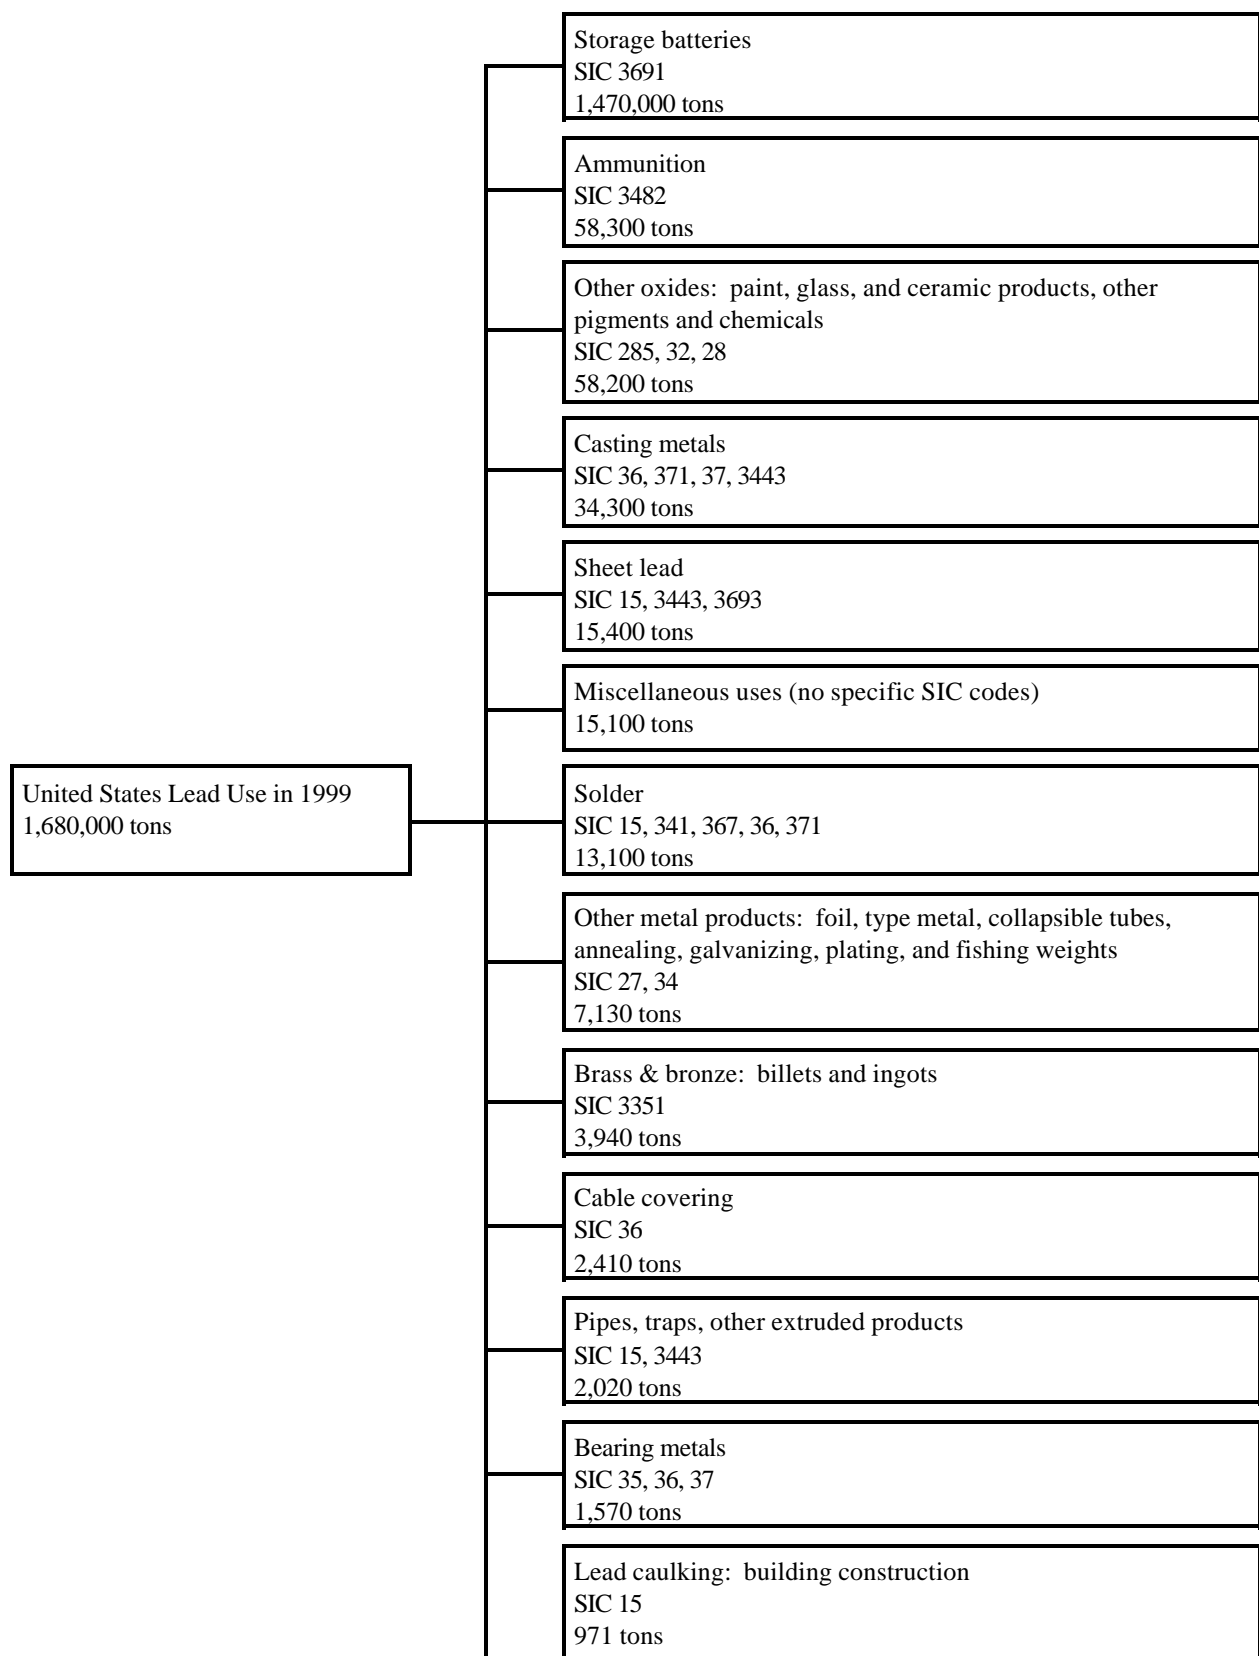 Storage batteries
SIC 3691
1,470,000 tons
Ammunition
SIC 3482
58,300 tons
Other oxides: paint, glass, and ceramic products, other
pigments and chemicals
SIC 285, 32, 28
58,200 tons
Casting metals
SIC 36, 371, 37, 3443
34,300 tons
Sheet lead
SIC 15, 3443, 3693
15,400 tons
Miscellaneous uses (no specific SIC codes)
15,100 tons
United States Lead Use in 1999
1,680,000 tons
Solder
SIC 15, 341, 367, 36, 371
13,100 tons
Other metal products: foil, type metal, collapsible tubes,
annealing, galvanizing, plating, and fishing weights
SIC 27, 34
7,130 tons
Brass & bronze: billets and ingots
SIC 3351
3,940 tons
Cable covering
SIC 36
2,410 tons
Pipes, traps, other extruded products
SIC 15, 3443
2,020 tons
Bearing metals
SIC 35, 36, 37
1,570 tons
Lead caulking: building construction
SIC 15
971 tons